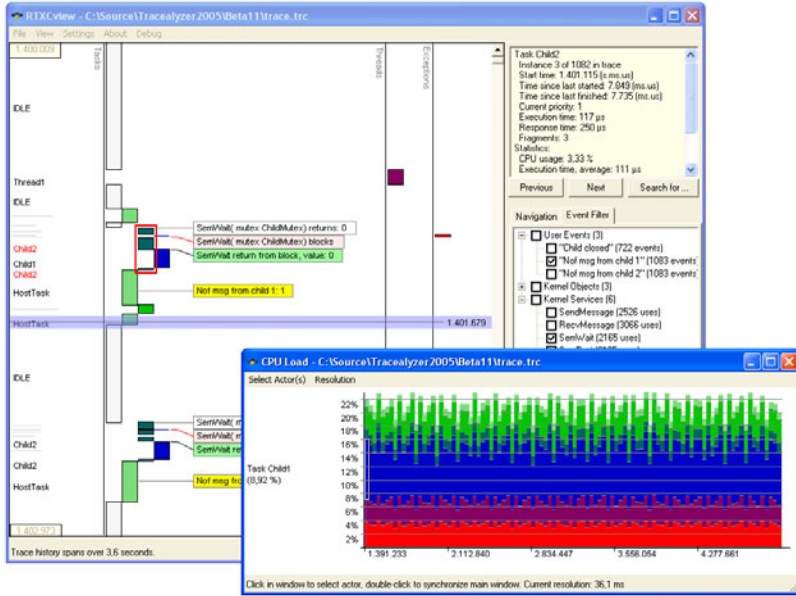 RTXCview - C:\Source\Tracealyzer2005\Beta11\trace.trc
File View Settings About Debug
1.400.009
Tasks
Threads
Exceptions
IDLE
Thread1
IDLE
Child2
Child1
Child2
HostTask
HostTask
IDLE
Child2
Child2
HostTask
1.402.973
SemWait( mutex ChildMutex) returns: 0
SemWait( mutex ChildMutex) blocks
SemWait return from block, value: 0
Not msg from child 1: 1
1.401.679
SemWait( m
SemWait( m
SemWait re
Not msg fro
Trace history spans over 3,6 seconds.
Task Child2
Instance 3 of 1082 in trace
Start time: 1.401.115 (s.ms.us)
Time since last started: 7.849 (ms.us)
Time since last finished: 7.735 (ms.us)
Current priority: 1
Execution time: 117 µs
Response time: 250 µs
Fragments: 3
Statistics:
CPU usage: 3,33 %
Execution time, average: 111 µs
Previous Next Search for ...
Navigation Event Filter
User Events (3)
"Child closed" (722 events)
"Not msg from child 1" (1083 events)
"Not msg from child 2" (1083 events)
Kernel Objects (3)
Kernel Services (6)
SendMessage (2526 uses)
RecvMessage (3066 uses)
SemWait (2165 uses)
CPU Load - C:\Source\Tracealyzer2005\Beta11\trace.trc
Select Actor(s) Resolution
22%
20%
18%
16%
14%
12%
10%
8%
6%
4%
2%
Task Child1
(8,92 %)
1.391.233 2.112.840 2.834.447 3.556.054 4.277.661
Click in window to select actor, double-click to synchronize main window. Current resolution: 36,1 ms